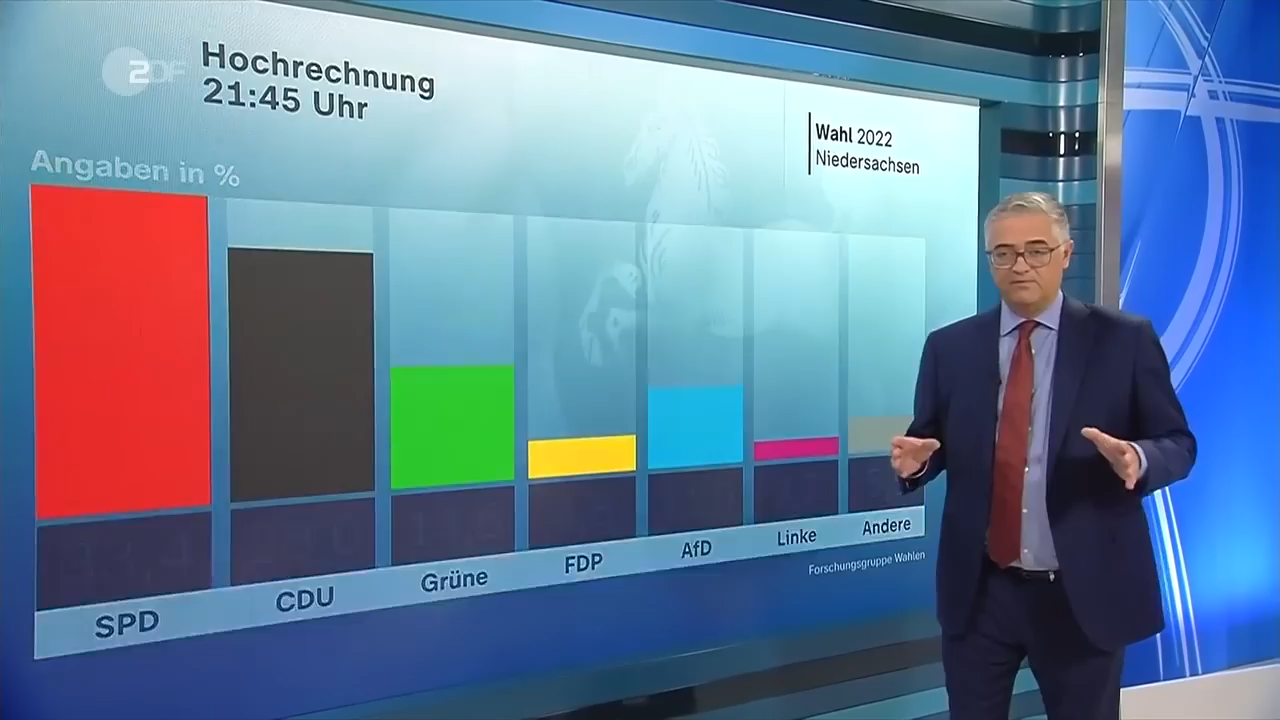 ZDF
Hochrechnung
21:45 Uhr
Wahl 2022
Niedersachsen
Angaben in %
SPD
CDU
Grüne
FDP
AfD
Linke
Andere
Forschungsgruppe Wahlen